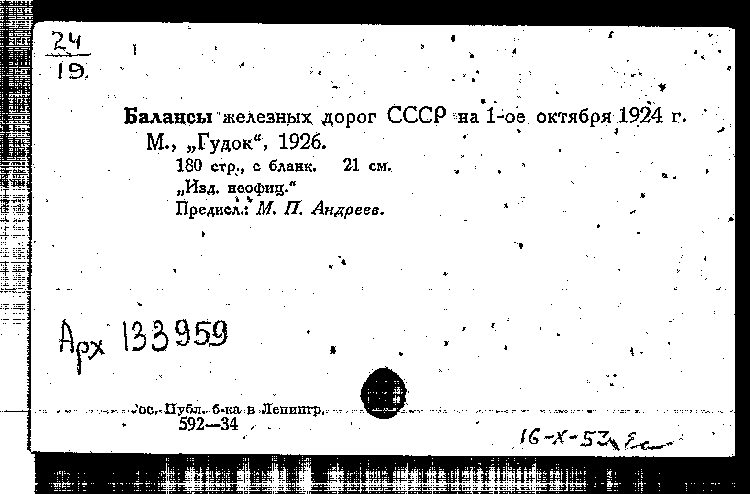 24
19.
Балансы железных дорог СССР на 1-ое октября 1924 г.
М., „Гудок“, 1926.
180 стр., с бланк. 21 см.
„Изд. неофиц.“
Предисл.: М. П. Андреев.
Арх 133959
Гос. Публ. б-ка в Ленингр.
592—34
16-X-53